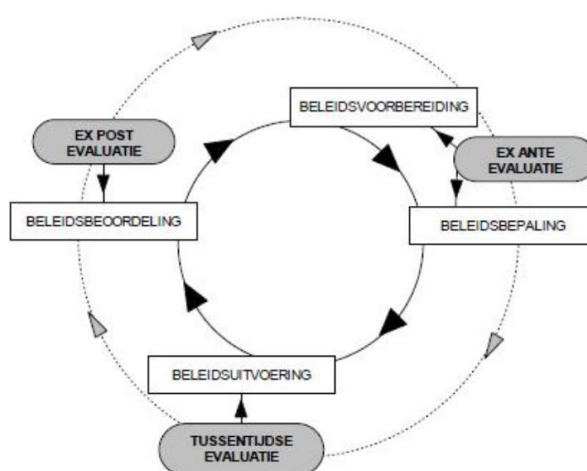 BELEIDSVOORBEREIDING
EX POST
EVALUATIE
EX ANTE
EVALUATIE
BELEIDSBEOORDELING
BELEIDSBEPALING
BELEIDSUITVOERING
TUSSENTIJDSE
EVALUATIE